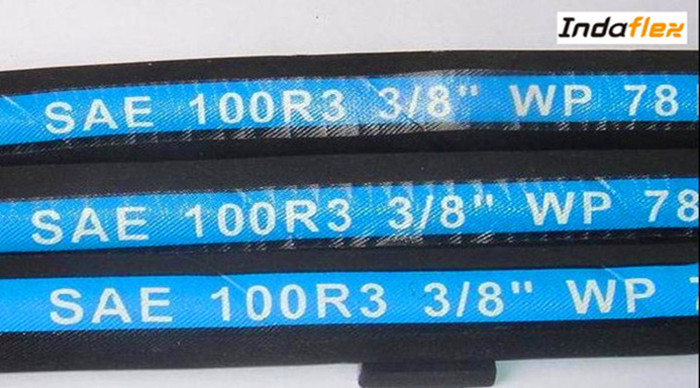 Indaflex
SAE 100R3 3/8" WP 78
SAE 100R3 3/8" WP 78
SAE 100R3 3/8" WP